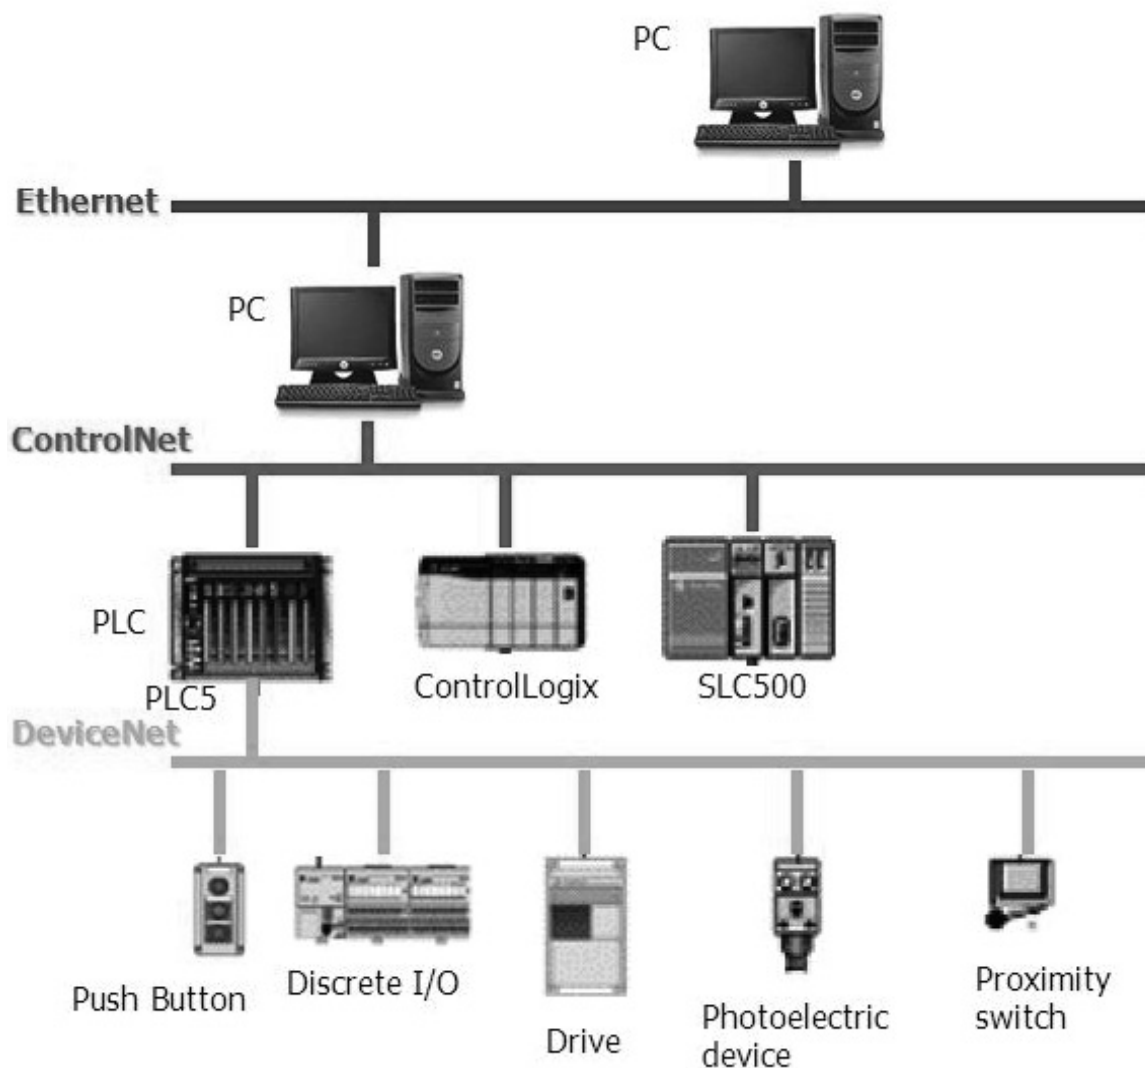 PC
Ethernet
PC
ControlNet
PLC
PLC5
ControlLogix
SLC500
DeviceNet
Push Button
Discrete I/O
Drive
Photoelectric
device
Proximity
switch